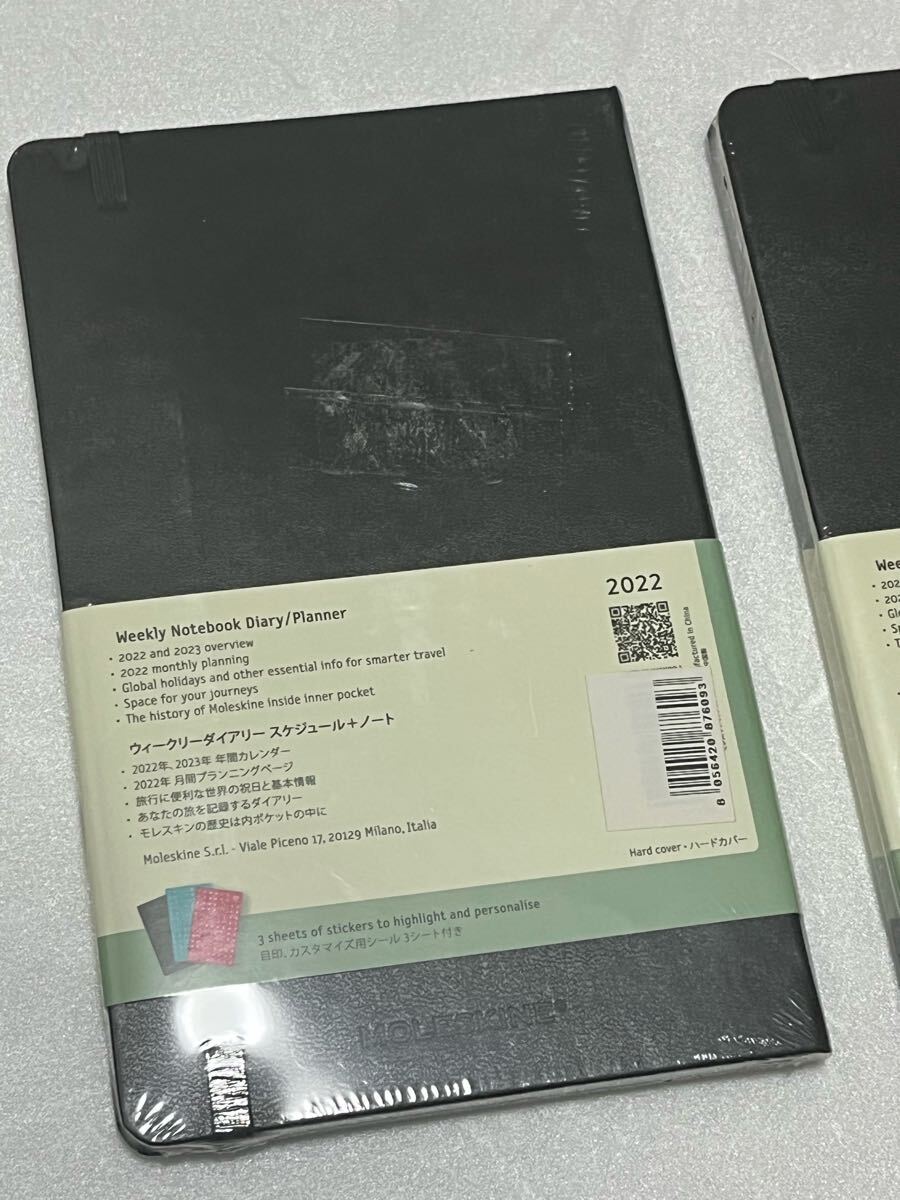 2022
Weekly Notebook Diary/Planner
• 2022 and 2023 overview
• 2022 monthly planning
• Global holidays and other essential info for smarter travel
• Space for your journeys
• The history of Moleskine inside inner pocket
ウィークリーダイアリー スケジュール＋ノート
• 2022年、2023年 年間カレンダー
• 2022年 月間プランニングページ
• 旅行に便利な世界の祝日と基本情報
• あなたの旅を記録するダイアリー
• モレスキンの歴史は内ポケットの中に
Moleskine S.r.l. - Viale Piceno 17, 20129 Milano, Italia
8 056420 876093
Hard cover • ハードカバー
3 sheets of stickers to highlight and personalise
目印、カスタマイズ用シール 3シート付き
MOLESKINE®